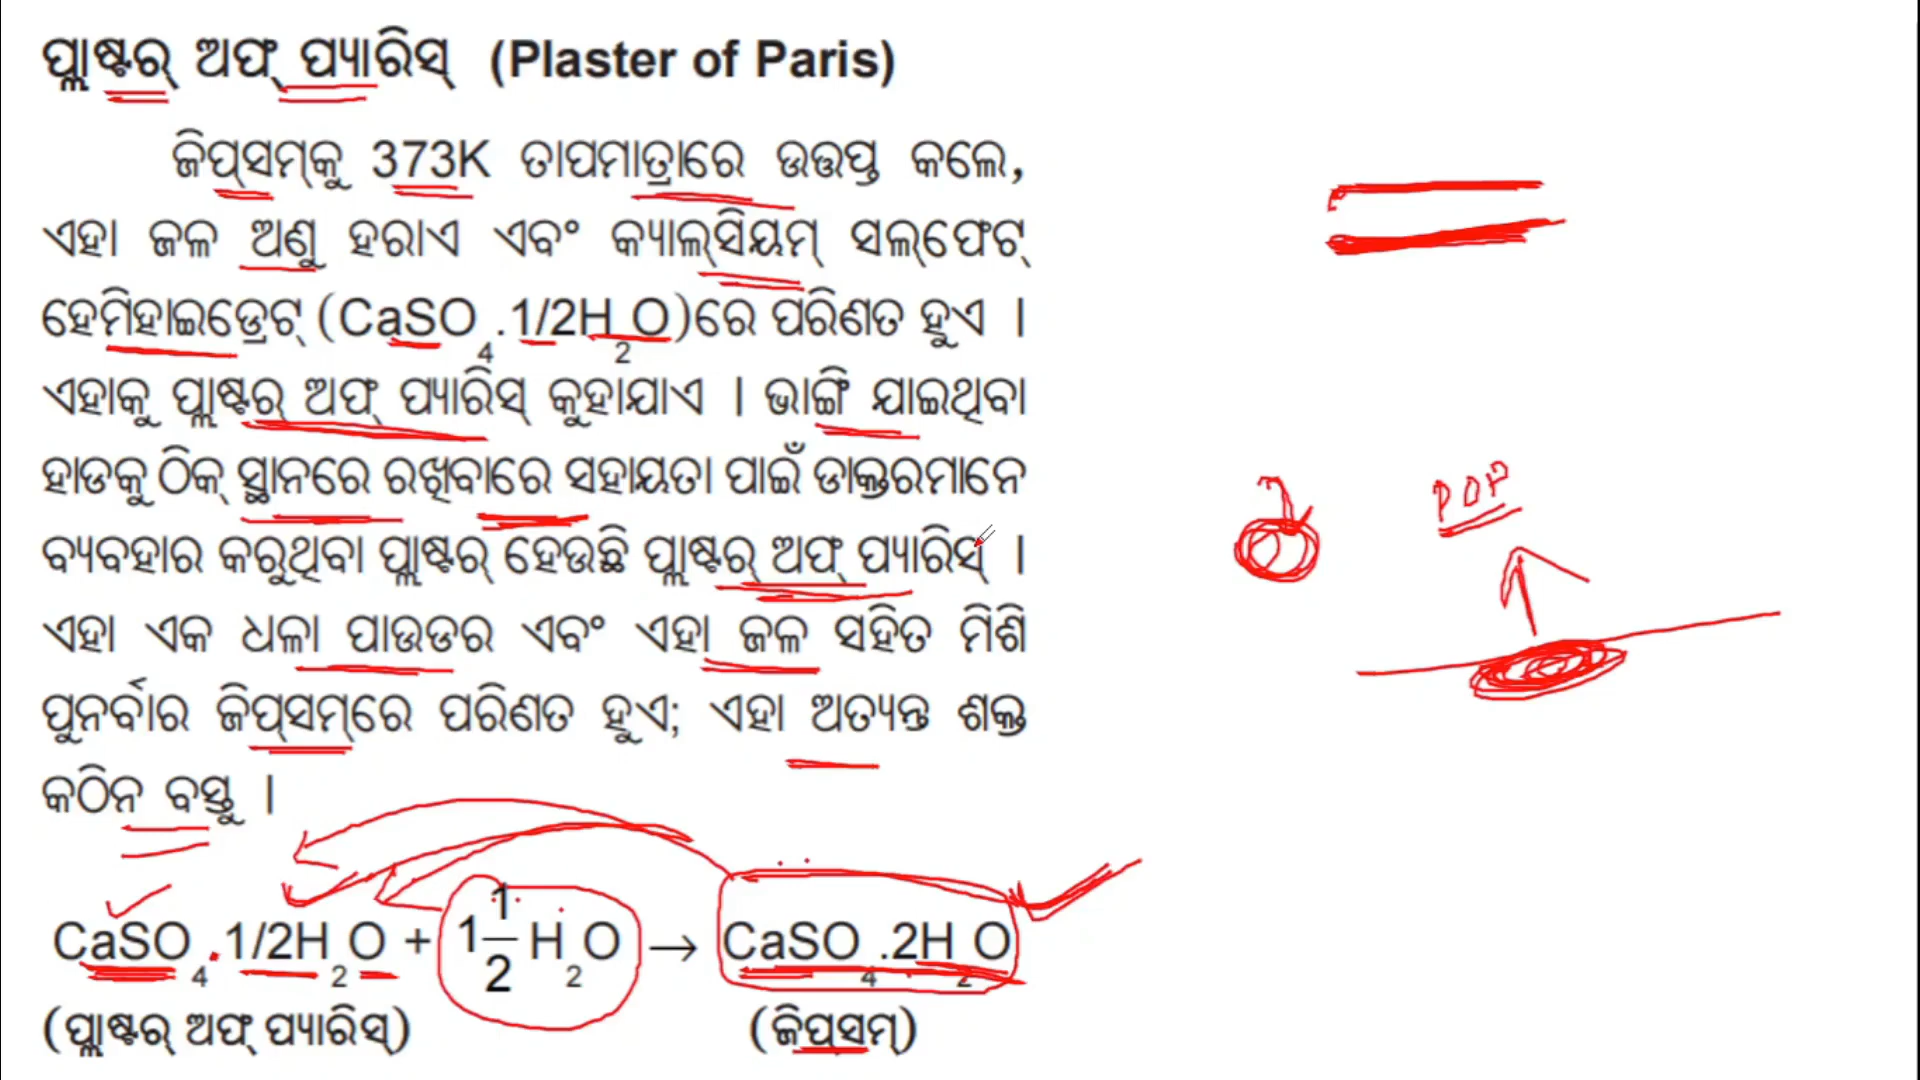 ପ୍ଲାଷ୍ଟର୍ ଅଫ୍ ପ୍ୟାରିସ୍ (Plaster of Paris)
ଜିପ୍‌ସମ୍‌କୁ 373K ତାପମାତ୍ରାରେ ଉତ୍ତପ୍ତ କଲେ,
ଏହା ଜଳ ଅଣୁ ହରାଏ ଏବଂ କ୍ୟାଲ୍‌ସିୟମ୍ ସଲ୍‌ଫେଟ୍
ହେମିହାଇଡ୍ରେଟ୍ (CaSO₄.1/2H₂O)ରେ ପରିଣତ ହୁଏ ।
ଏହାକୁ ପ୍ଲାଷ୍ଟର୍ ଅଫ୍ ପ୍ୟାରିସ୍ କୁହାଯାଏ । ଭାଙ୍ଗି ଯାଇଥିବା
ହାଡକୁ ଠିକ୍ ସ୍ଥାନରେ ରଖିବାରେ ସହାୟତା ପାଇଁ ଡାକ୍ତରମାନେ
ବ୍ୟବହାର କରୁଥିବା ପ୍ଲାଷ୍ଟର୍ ହେଉଛି ପ୍ଲାଷ୍ଟର୍ ଅଫ୍ ପ୍ୟାରିସ୍ ।
POP
ଏହା ଏକ ଧଳା ପାଉଡର ଏବଂ ଏହା ଜଳ ସହିତ ମିଶି
ପୁନର୍ବାର ଜିପ୍‌ସମ୍‌ରେ ପରିଣତ ହୁଏ; ଏହା ଅତ୍ୟନ୍ତ ଶକ୍ତ
କଠିନ ବସ୍ତୁ ।
CaSO₄.1/2H₂O + 1 1/2 H₂O → CaSO₄.2H₂O
(ପ୍ଲାଷ୍ଟର୍ ଅଫ୍ ପ୍ୟାରିସ୍) (ଜିପ୍‌ସମ୍)